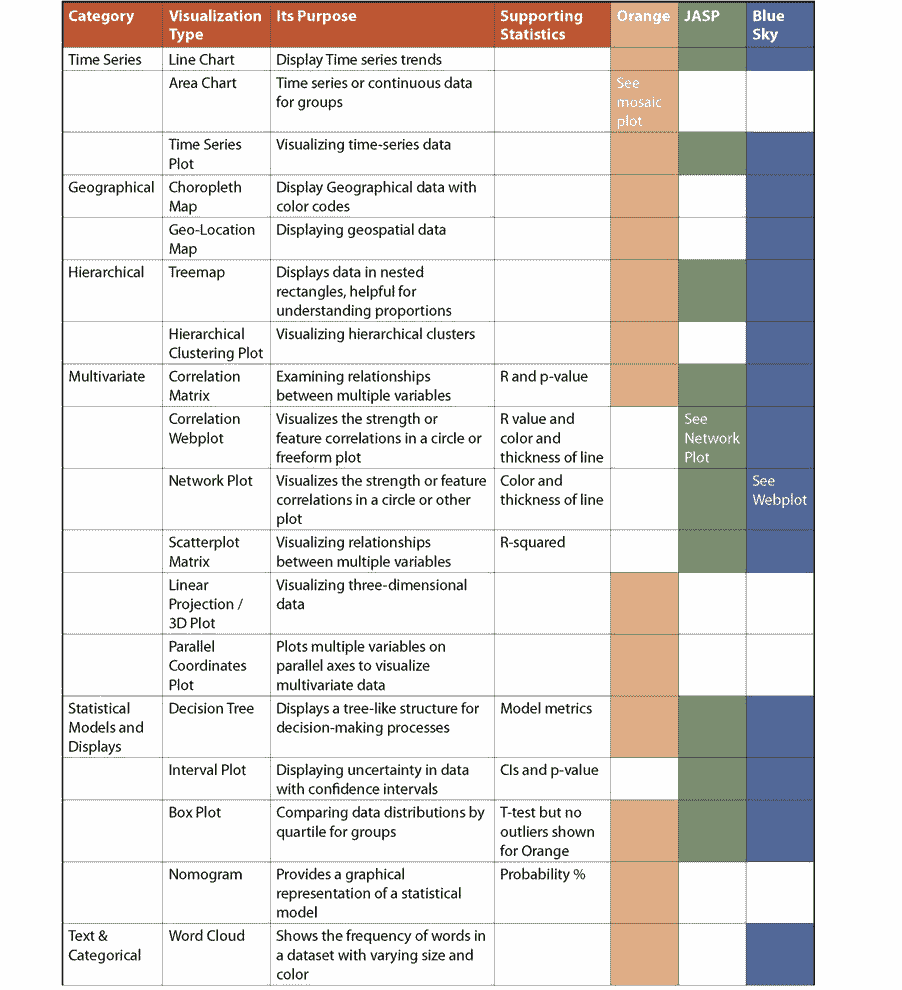 Category Visualization Type Its Purpose Supporting Statistics Orange JASP Blue Sky
Time Series Line Chart Display Time series trends
Area Chart Time series or continuous data for groups See mosaic plot
Time Series Plot Visualizing time-series data
Geographical Choropleth Map Display Geographical data with color codes
Geo-Location Map Displaying geospatial data
Hierarchical Treemap Displays data in nested rectangles, helpful for understanding proportions
Hierarchical Clustering Plot Visualizing hierarchical clusters
Multivariate Correlation Matrix Examining relationships between multiple variables R and p-value
Correlation Webplot Visualizes the strength or feature correlations in a circle or freeform plot R value and color and thickness of line See Network Plot
Network Plot Visualizes the strength or feature correlations in a circle or other plot Color and thickness of line See Webplot
Scatterplot Matrix Visualizing relationships between multiple variables R-squared
Linear Projection / 3D Plot Visualizing three-dimensional data
Parallel Coordinates Plot Plots multiple variables on parallel axes to visualize multivariate data
Statistical Models and Displays Decision Tree Displays a tree-like structure for decision-making processes Model metrics
Interval Plot Displaying uncertainty in data with confidence intervals CIs and p-value
Box Plot Comparing data distributions by quartile for groups T-test but no outliers shown for Orange
Nomogram Provides a graphical representation of a statistical model Probability %
Text & Categorical Word Cloud Shows the frequency of words in a dataset with varying size and color